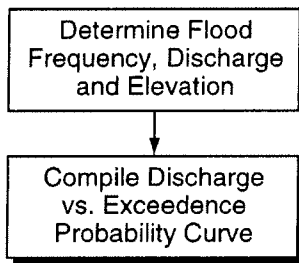 Determine Flood
Frequency, Discharge
and Elevation
Compile Discharge
vs. Exceedence
Probability Curve